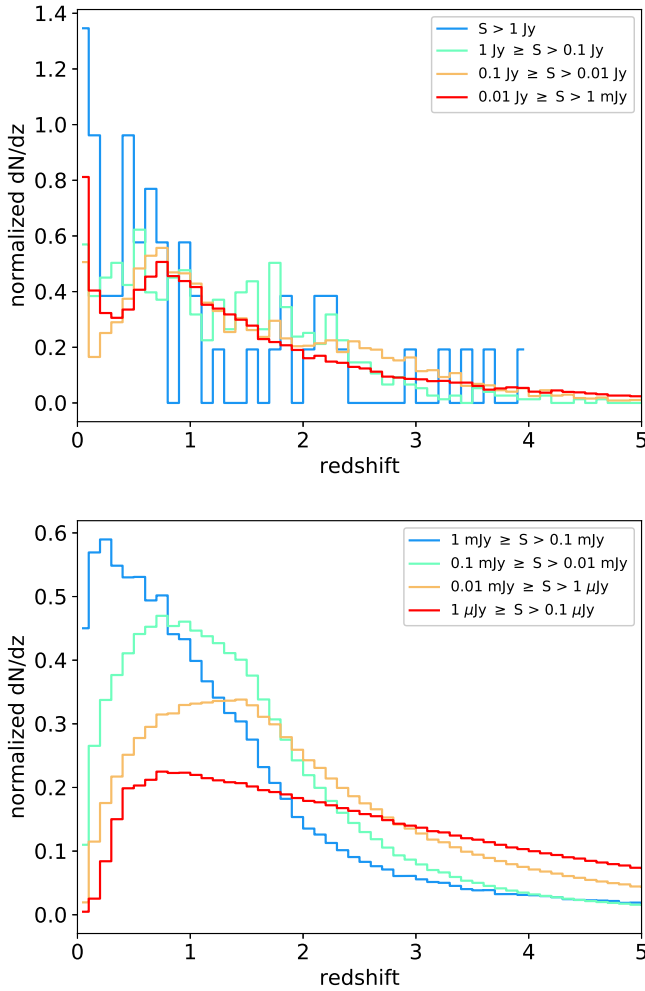 1.4
1.2
1.0
0.8
0.6
0.4
0.2
0.0
normalized dN/dz
S > 1 Jy
1 Jy ≥ S > 0.1 Jy
0.1 Jy ≥ S > 0.01 Jy
0.01 Jy ≥ S > 1 mJy
0 1 2 3 4 5
redshift
0.6
0.5
0.4
0.3
0.2
0.1
0.0
normalized dN/dz
1 mJy ≥ S > 0.1 mJy
0.1 mJy ≥ S > 0.01 mJy
0.01 mJy ≥ S > 1 μJy
1 μJy ≥ S > 0.1 μJy
0 1 2 3 4 5
redshift